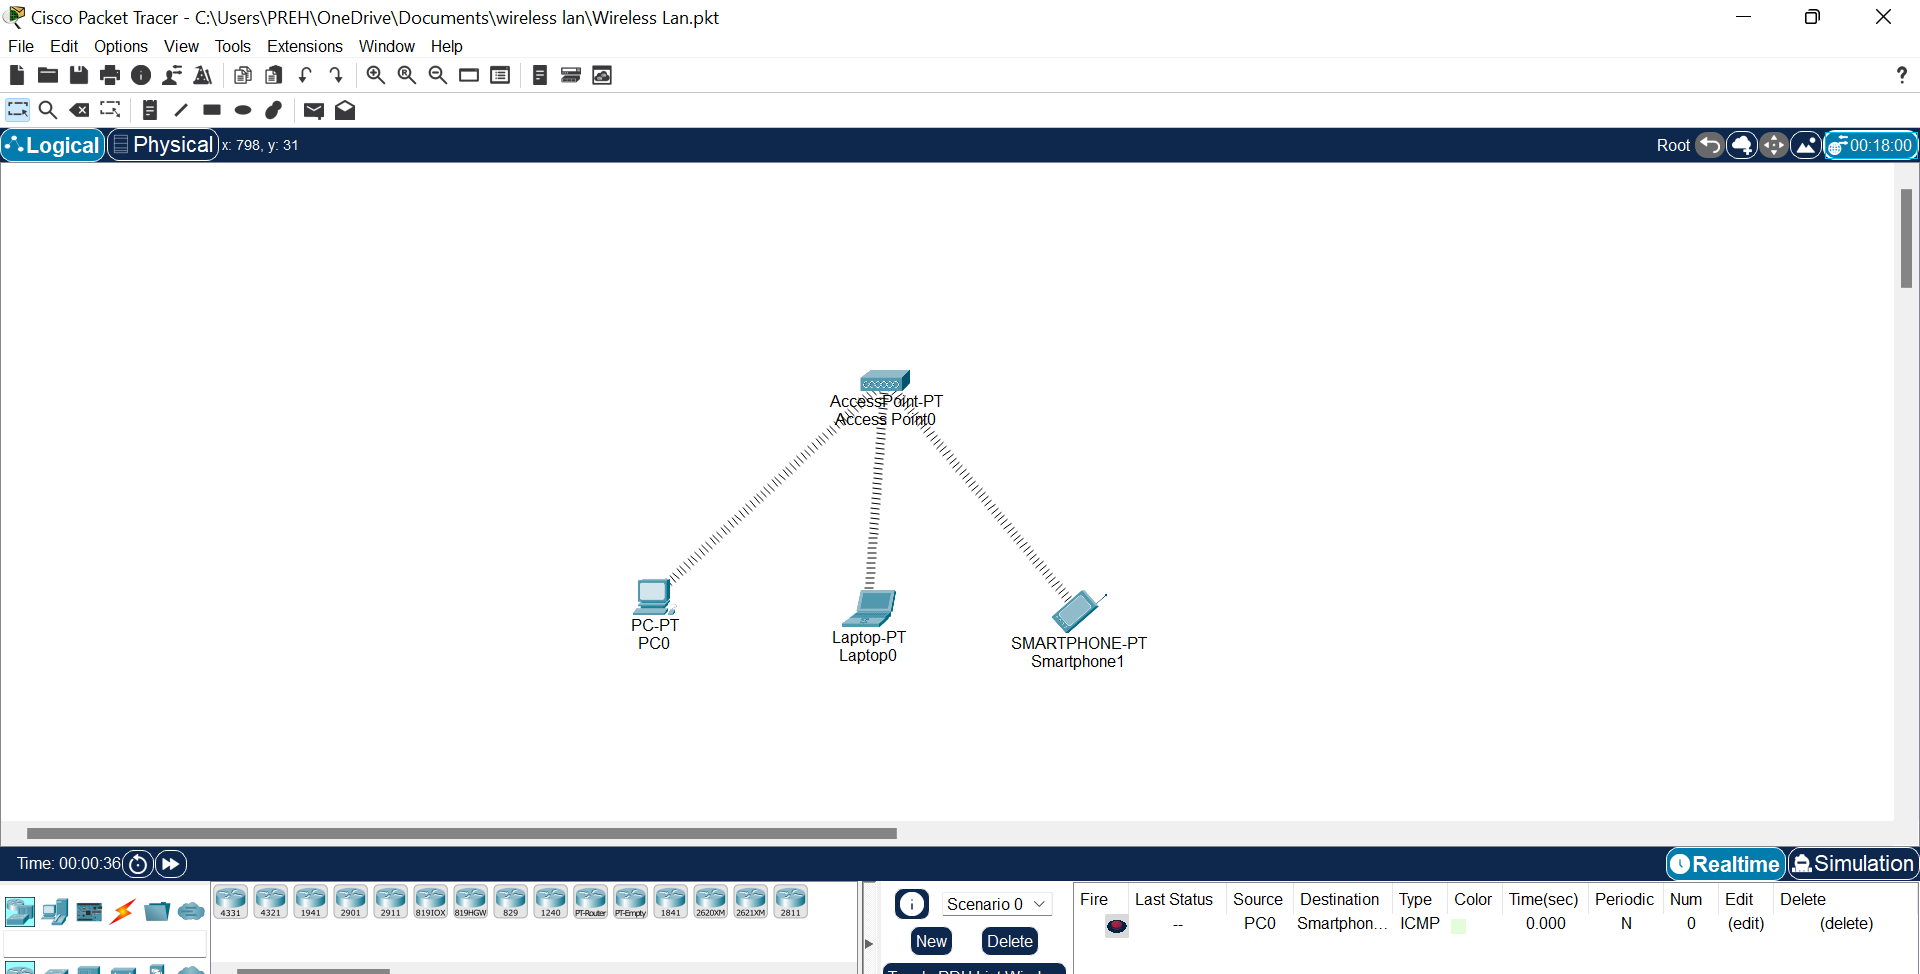 Cisco Packet Tracer - C:\Users\PREH\OneDrive\Documents\wireless lan\Wireless Lan.pkt
File Edit Options View Tools Extensions Window Help
Logical Physical x: 798, y: 31 Root 00:18:00
AccessPoint-PT
Access Point0
PC-PT
PC0
Laptop-PT
Laptop0
SMARTPHONE-PT
Smartphone1
Time: 00:00:36 Realtime Simulation
4331 4321 1941 2901 2911 819IOX 819HGW 829 1240 PT-Router PT-Empty 1841 2620XM 2621XM 2811
Scenario 0
New Delete
Fire Last Status Source Destination Type Color Time(sec) Periodic Num Edit Delete
-- PC0 Smartphon... ICMP 0.000 N 0 (edit) (delete)